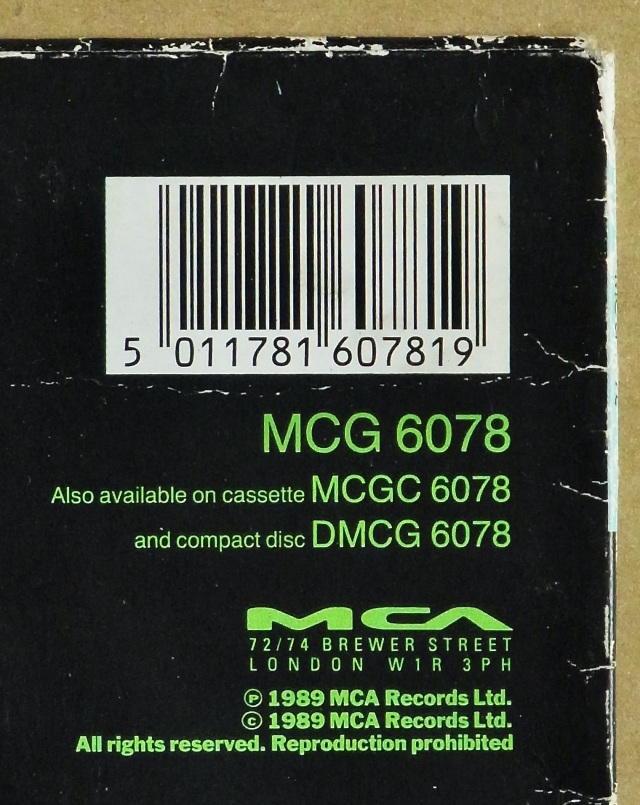 5 011781 607819
MCG 6078
Also available on cassette MCGC 6078
and compact disc DMCG 6078
MCA
72/74 BREWER STREET
LONDON W1R 3PH
Ⓟ 1989 MCA Records Ltd.
© 1989 MCA Records Ltd.
All rights reserved. Reproduction prohibited